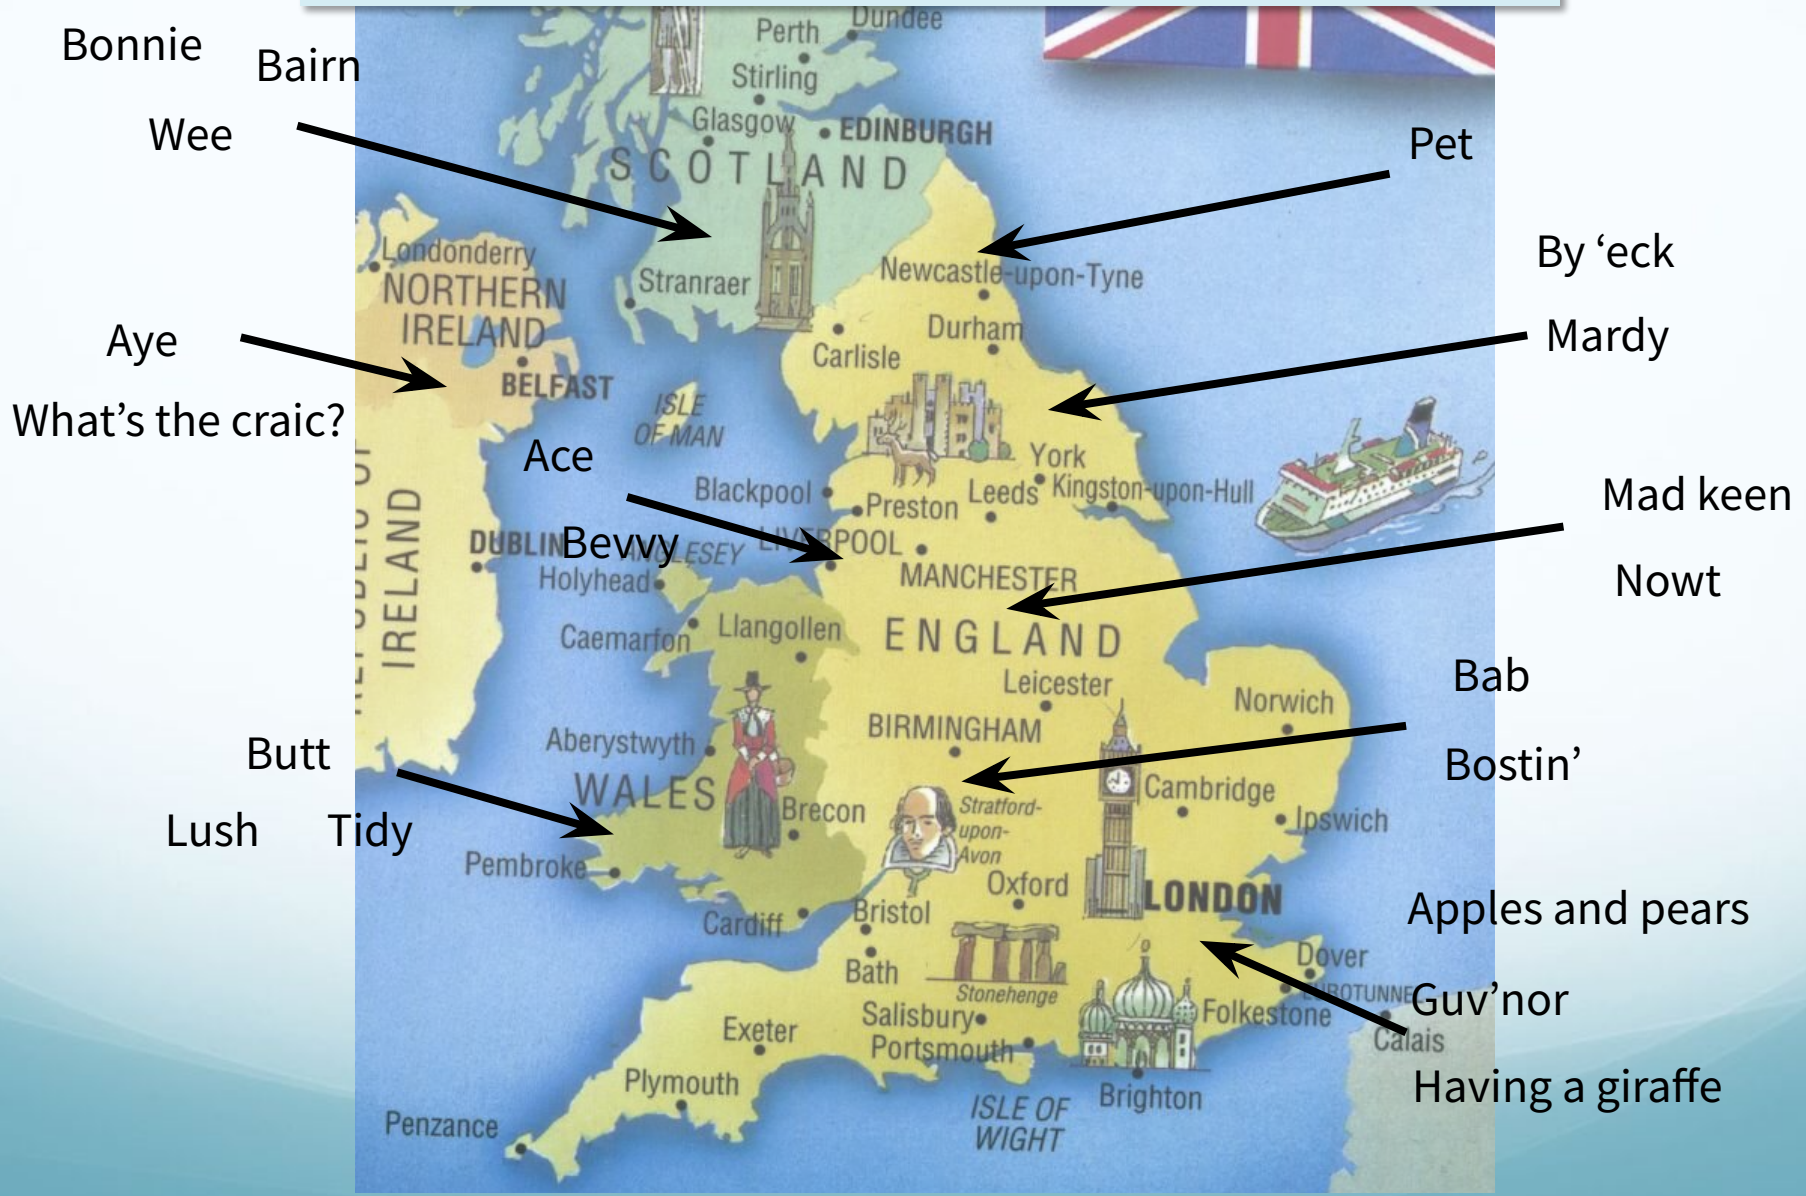 Bonnie
Bairn
Wee
Dundee
Perth
Stirling
Glasgow
EDINBURGH
SCOTLAND
Pet
Londonderry
NORTHERN
IRELAND
Stranraer
Newcastle-upon-Tyne
By ‘eck
Aye
BELFAST
Carlisle
Durham
Mardy
What’s the craic?
ISLE
OF MAN
Ace
York
Blackpool
Preston
Leeds
Kingston-upon-Hull
Mad keen
DUBLIN
Bevvy
ANGLESEY
LIVERPOOL
Holyhead
MANCHESTER
Nowt
IRELAND
Caernarfon
Llangollen
ENGLAND
Leicester
Norwich
Bab
BIRMINGHAM
Aberystwyth
Butt
Bostin’
WALES
Brecon
Stratford-
upon-
Avon
Cambridge
Ipswich
Lush
Tidy
Pembroke
Oxford
LONDON
Cardiff
Bristol
Apples and pears
Bath
Stonehenge
Dover
EUROTUNNEL
Guv’nor
Exeter
Salisbury
Portsmouth
Folkestone
Calais
Plymouth
Brighton
Having a giraffe
Penzance
ISLE OF
WIGHT